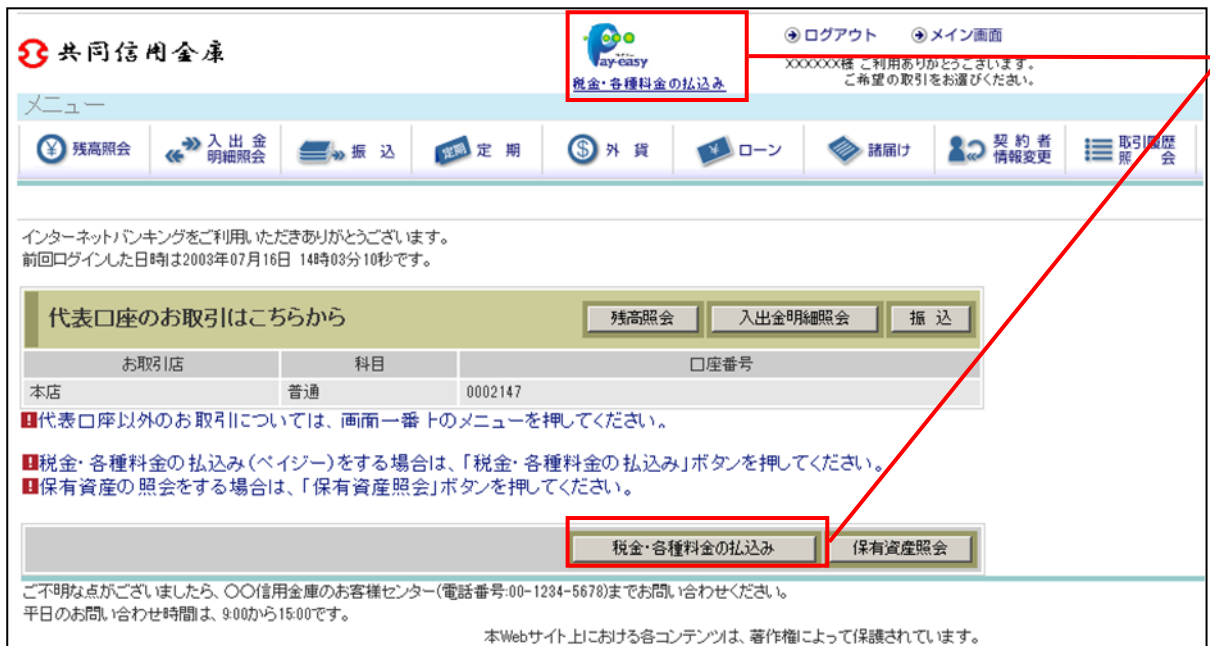 共同信用金庫
Pay-easy
税金・各種料金の払込み
ログアウト メイン画面
XXXXXX様 ご利用ありがとうございます。
ご希望の取引をお選びください。
メニュー
残高照会 入出金明細照会 振 込 定期 定 期 外 貨 ローン 諸届け 契約者情報変更 取引履歴照会
インターネットバンキングをご利用いただきありがとうございます。
前回ログインした日時は2003年07月16日 14時03分10秒です。
代表口座のお取引はこちらから 残高照会 入出金明細照会 振 込
お取引店 科目 口座番号
本店 普通 0002147
代表口座以外のお取引については、画面一番上のメニューを押してください。
税金・各種料金の払込み(ペイジー)をする場合は、「税金・各種料金の払込み」ボタンを押してください。
保有資産の照会をする場合は、「保有資産照会」ボタンを押してください。
税金・各種料金の払込み 保有資産照会
ご不明な点がございましたら、〇〇信用金庫のお客様センター(電話番号:00-1234-5678)までお問い合わせください。
平日のお問い合わせ時間は、9:00から15:00です。
本Webサイト上における各コンテンツは、著作権によって保護されています。